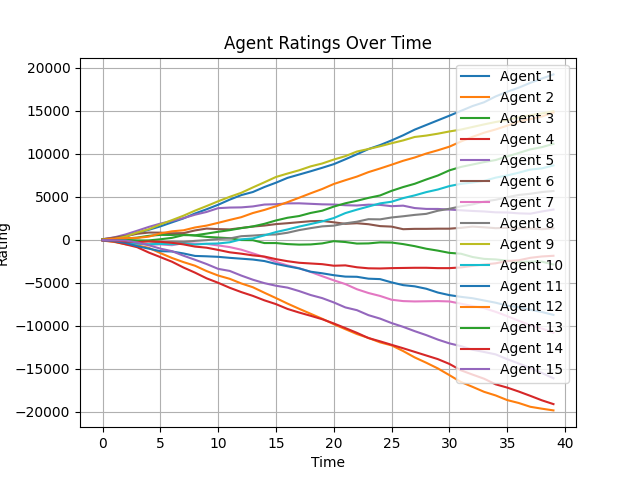 Agent Ratings Over Time
Rating
20000
15000
10000
5000
0
−5000
−10000
−15000
−20000
0 5 10 15 20 25 30 35 40
Time
Agent 1
Agent 2
Agent 3
Agent 4
Agent 5
Agent 6
Agent 7
Agent 8
Agent 9
Agent 10
Agent 11
Agent 12
Agent 13
Agent 14
Agent 15